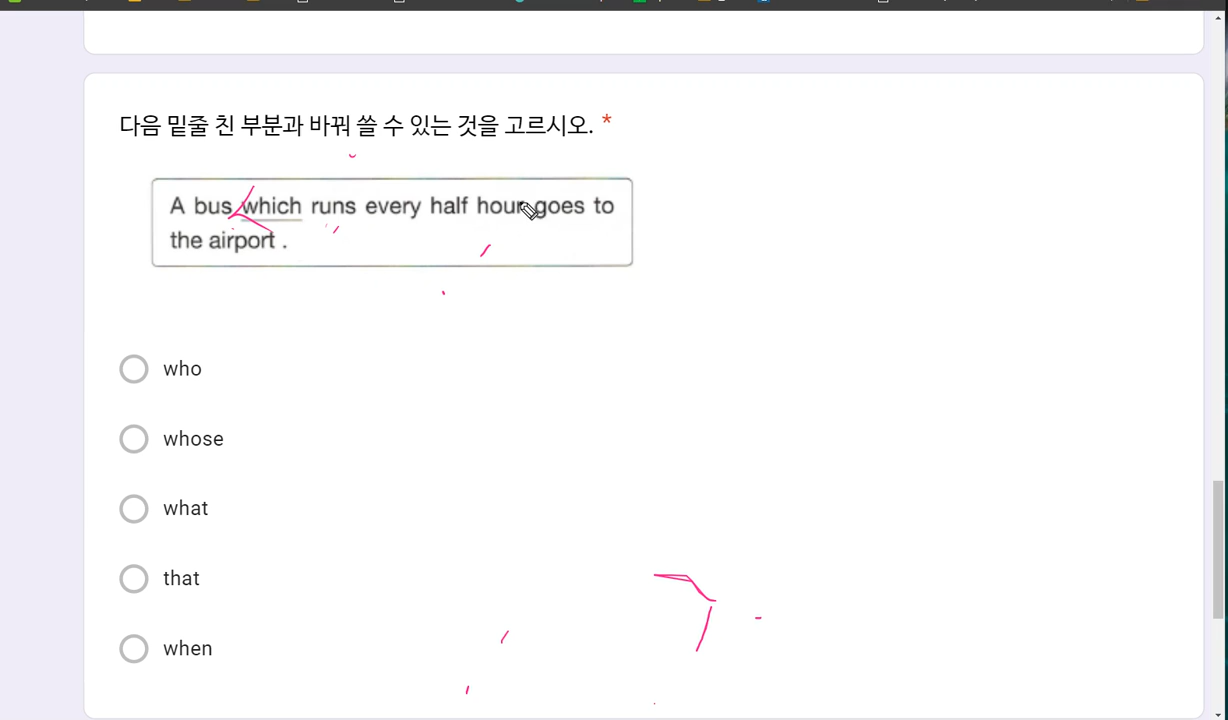 다음 밑줄 친 부분과 바꿔 쓸 수 있는 것을 고르시오. *
A bus which runs every half hour goes to
the airport .
who
whose
what
that
when